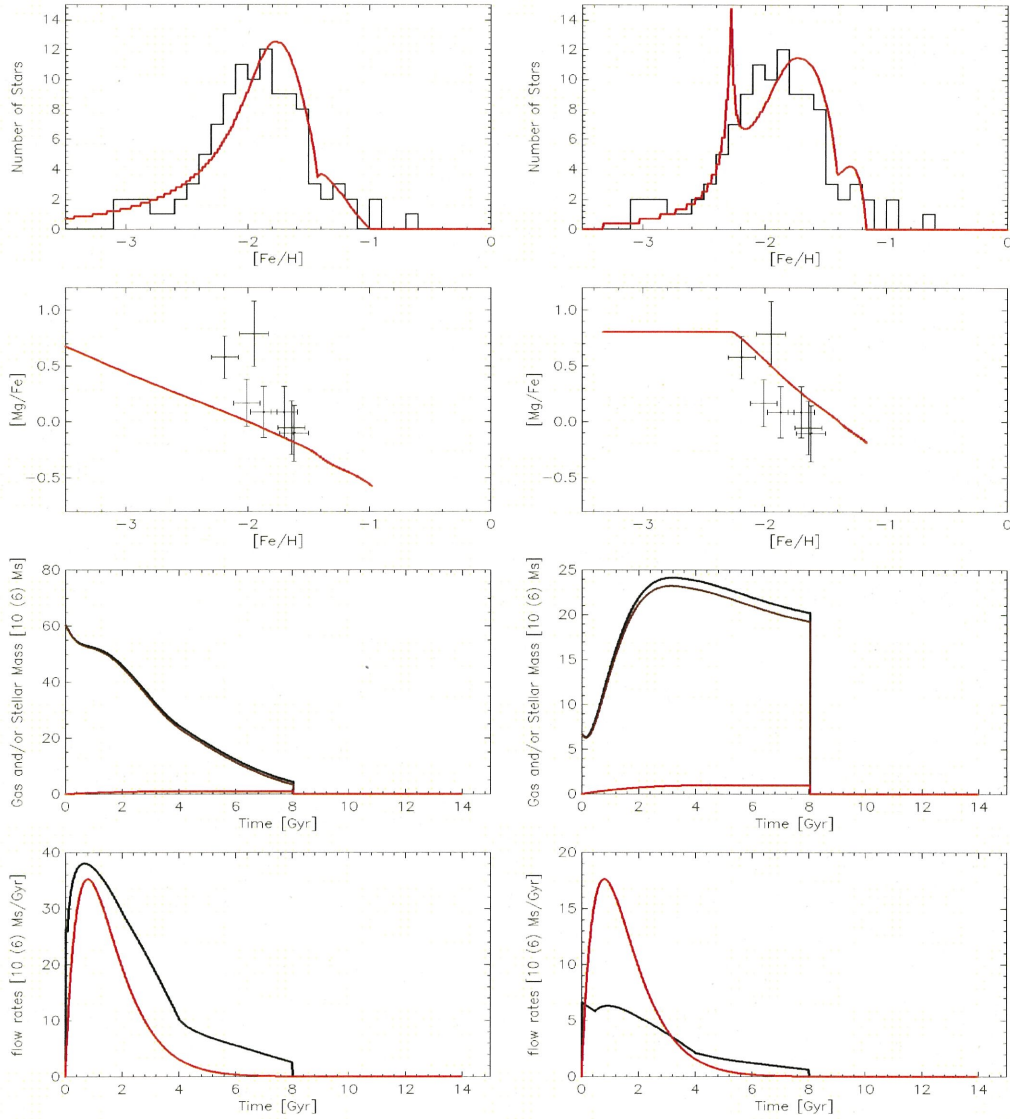 14
12
10
8
6
4
2
0
Number of Stars
−3 −2 −1 0
[Fe/H]
14
12
10
8
6
4
2
0
Number of Stars
−3 −2 −1 0
[Fe/H]
1.0
0.5
0.0
−0.5
[Mg/Fe]
−3 −2 −1 0
[Fe/H]
1.0
0.5
0.0
−0.5
[Mg/Fe]
−3 −2 −1 0
[Fe/H]
80
60
40
20
0
Gas and/or Stellar Mass [10 (6) Ms]
0 2 4 6 8 10 12 14
Time [Gyr]
25
20
15
10
5
0
Gas and/or Stellar Mass [10 (6) Ms]
0 2 4 6 8 10 12 14
Time [Gyr]
40
30
20
10
0
flow rates [10 (6) Ms/Gyr]
0 2 4 6 8 10 12 14
Time [Gyr]
20
15
10
5
0
flow rates [10 (6) Ms/Gyr]
0 2 4 6 8 10 12 14
Time [Gyr]